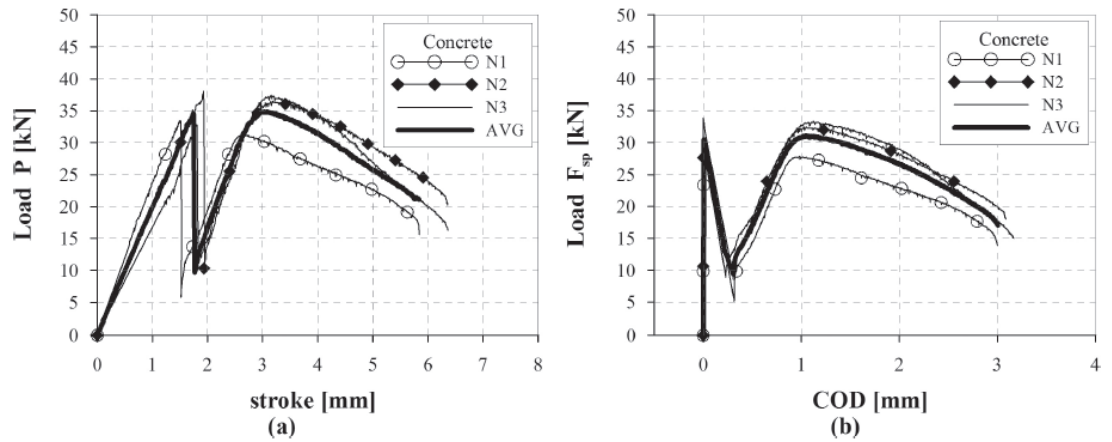 50
45
40
35
30
25
20
15
10
5
0
Load P [kN]
0 1 2 3 4 5 6 7 8
stroke [mm]
(a)
Concrete
N1
N2
N3
AVG
50
45
40
35
30
25
20
15
10
5
0
Load Fsp [kN]
0 1 2 3 4
COD [mm]
(b)
Concrete
N1
N2
N3
AVG